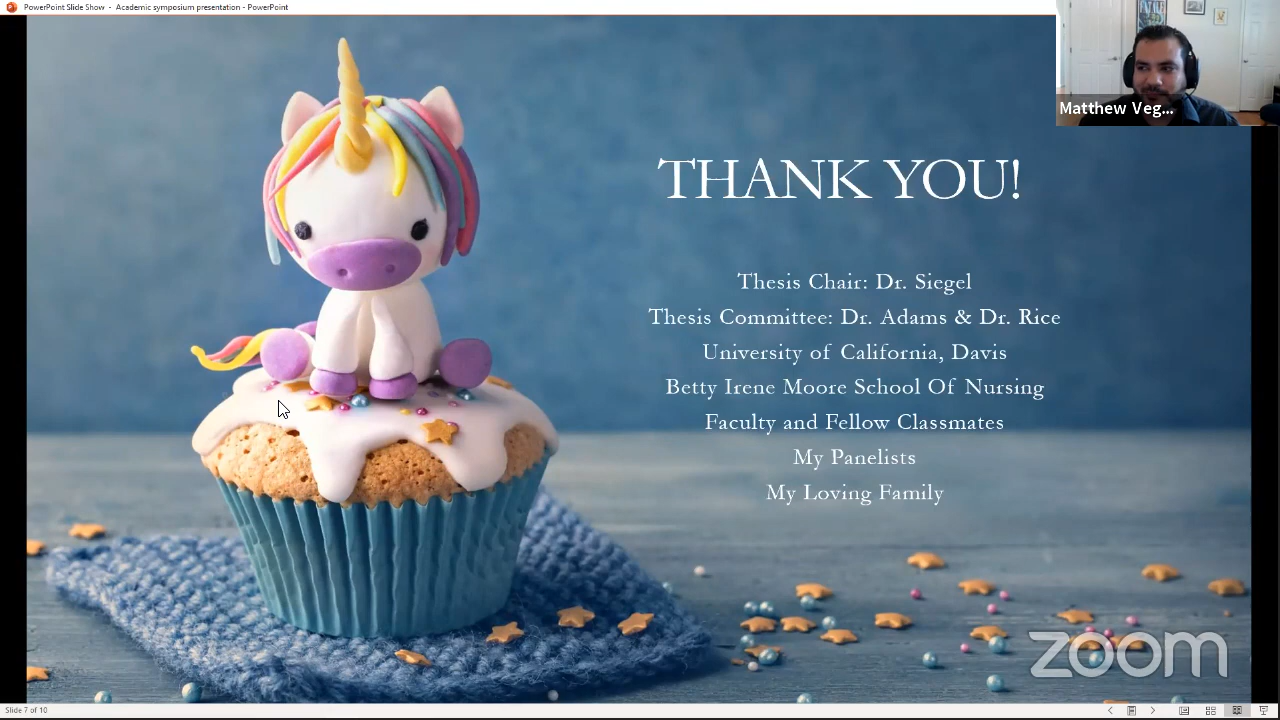 PowerPoint Slide Show - Academic symposium presentation - PowerPoint
Matthew Veg...
THANK YOU!
Thesis Chair: Dr. Siegel
Thesis Committee: Dr. Adams & Dr. Rice
University of California, Davis
Betty Irene Moore School Of Nursing
Faculty and Fellow Classmates
My Panelists
My Loving Family
zoom
Slide 7 of 10